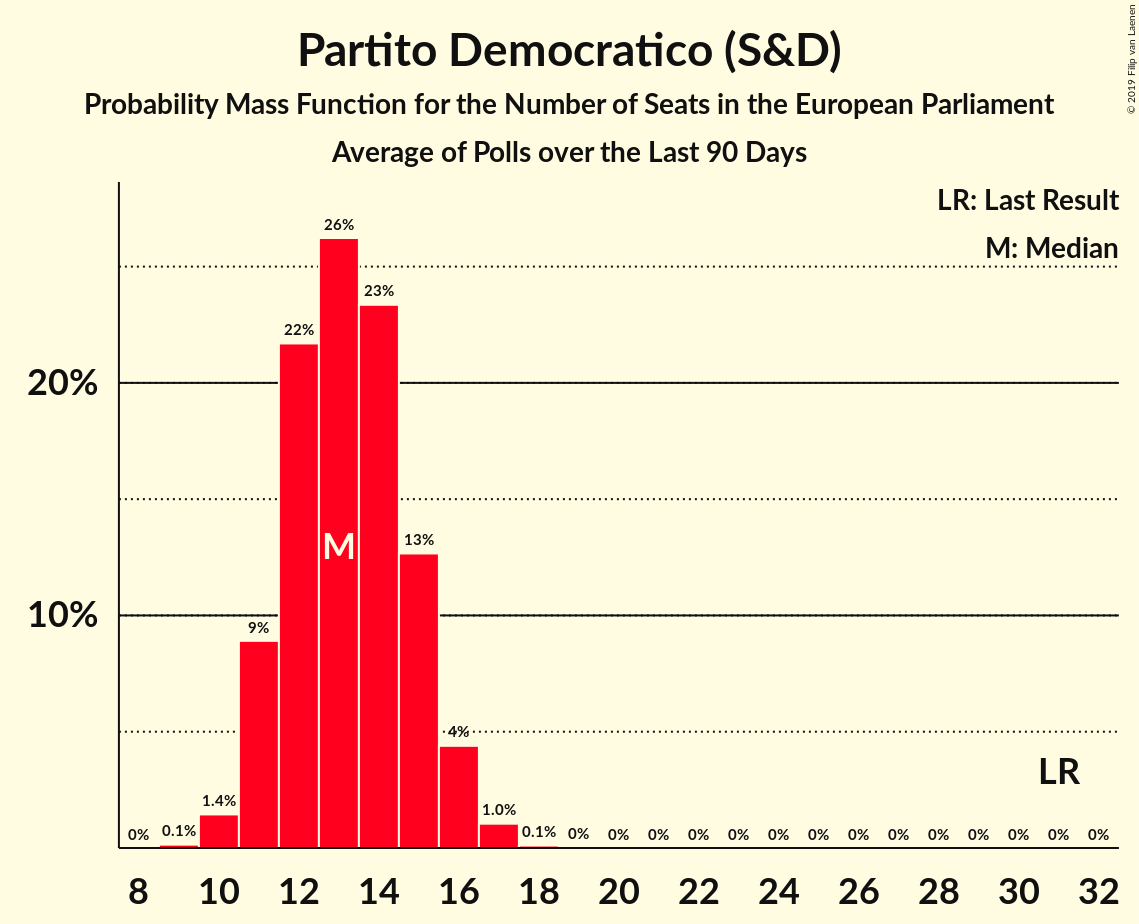 Partito Democratico (S&D)
Probability Mass Function for the Number of Seats in the European Parliament
Average of Polls over the Last 90 Days
© 2019 Filip van Laenen
LR: Last Result
M: Median
26%
23%
22%
20%
M
13%
10%
9%
4%
LR
0% 0.1% 1.4% 1.0% 0.1% 0% 0% 0% 0% 0% 0% 0% 0% 0% 0% 0% 0% 0% 0%
8 10 12 14 16 18 20 22 24 26 28 30 32